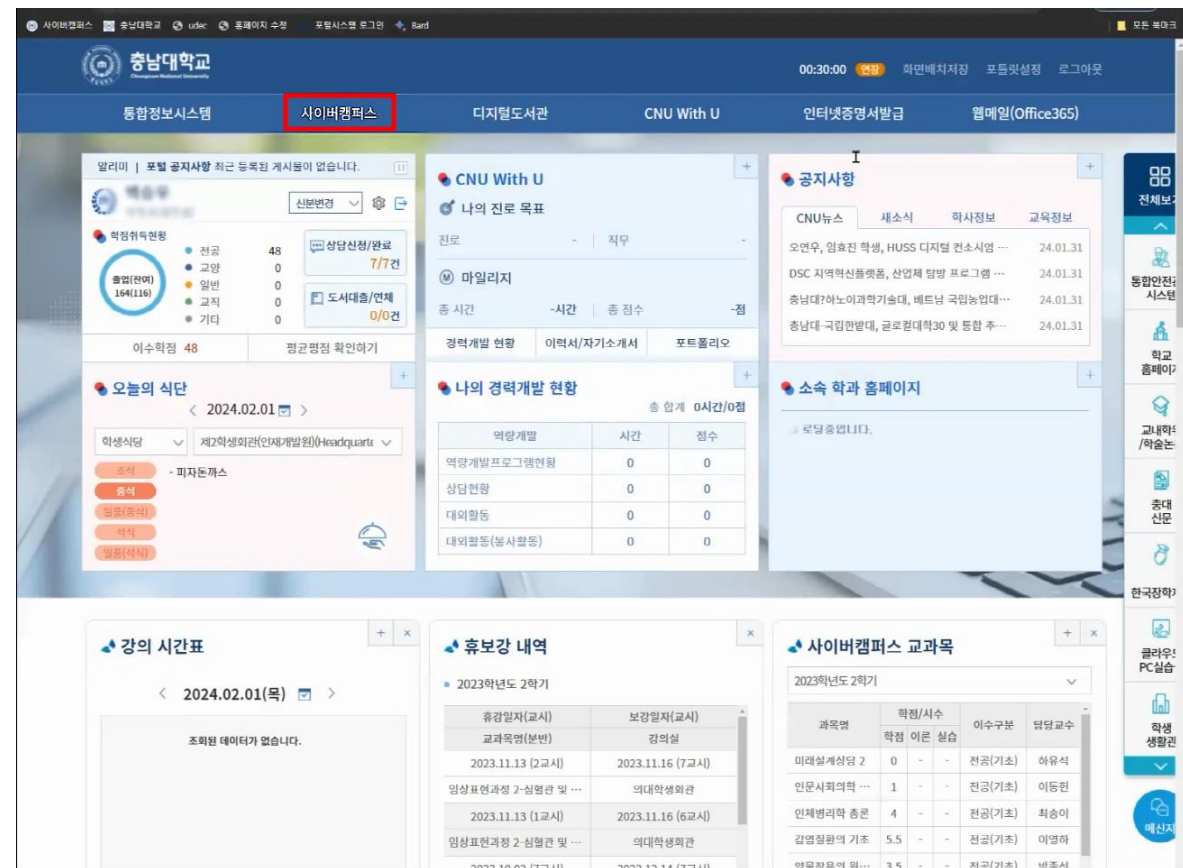 사이버캠퍼스 충남대학교 udec 홈페이지 수정 포털시스템 로그인 Bard 모든 북마크
충남대학교
Chungnam National University
00:30:00 연장 화면배치저장 포틀릿설정 로그아웃
통합정보시스템 사이버캠퍼스 디지털도서관 CNU With U 인터넷증명서발급 웹메일(Office365)
알리미 | 포털 공지사항 최근 등록된 게시물이 없습니다.
신분변경
학점취득현황
졸업(잔여)
164(116)
전공 48
교양 0
일반 0
교직 0
기타 0
상담신청/완료
7/7건
도서대출/연체
0/0건
이수학점 48 평균평점 확인하기
CNU With U
나의 진로 목표
진로 - 직무 -
마일리지
총 시간 -시간 총 점수 -점
경력개발 현황 이력서/자기소개서 포트폴리오
공지사항
CNU뉴스 새소식 학사정보 교육정보
오연우, 임효진 학생, HUSS 디지털 컨소시엄 ··· 24.01.31
DSC 지역혁신플랫폼, 산업체 탐방 프로그램 ··· 24.01.31
충남대?하노이과학기술대, 베트남 국립농업대··· 24.01.31
충남대-국립한밭대, 글로컬대학30 및 통합 추··· 24.01.31
오늘의 식단
< 2024.02.01 >
학생식당 제2학생회관(인재개발원)(Headquarte
조식 - 피자돈까스
중식
일품(중식)
석식
일품(석식)
나의 경력개발 현황
총 합계 0시간/0점
역량개발 시간 점수
역량개발프로그램현황 0 0
상담현황 0 0
대외활동 0 0
대외활동(봉사활동) 0 0
소속 학과 홈페이지
로딩중입니다.
강의 시간표
< 2024.02.01(목) >
조회된 데이터가 없습니다.
휴보강 내역
2023학년도 2학기
휴강일자(교시) 보강일자(교시)
교과목명(분반) 강의실
2023.11.13 (2교시) 2023.11.16 (7교시)
임상표현과정 2-심혈관 및 ··· 의대학생회관
2023.11.13 (1교시) 2023.11.16 (6교시)
임상표현과정 2-심혈관 및 ··· 의대학생회관
사이버캠퍼스 교과목
2023학년도 2학기
과목명 학점/시수 이수구분 담당교수
학점 이론 실습
미래설계상담 2 0 - - 전공(기초) 하유석
인문사회의학 ··· 1 - - 전공(기초) 이동헌
인체병리학 총론 4 - - 전공(기초) 최송이
감염질환의 기초 5.5 - - 전공(기초) 이영하
전체보
통합안전
시스템
학교
홈페이지
교내학
/학술논
충대
신문
한국장학
클라우
PC실습
학생
생활관
메신저